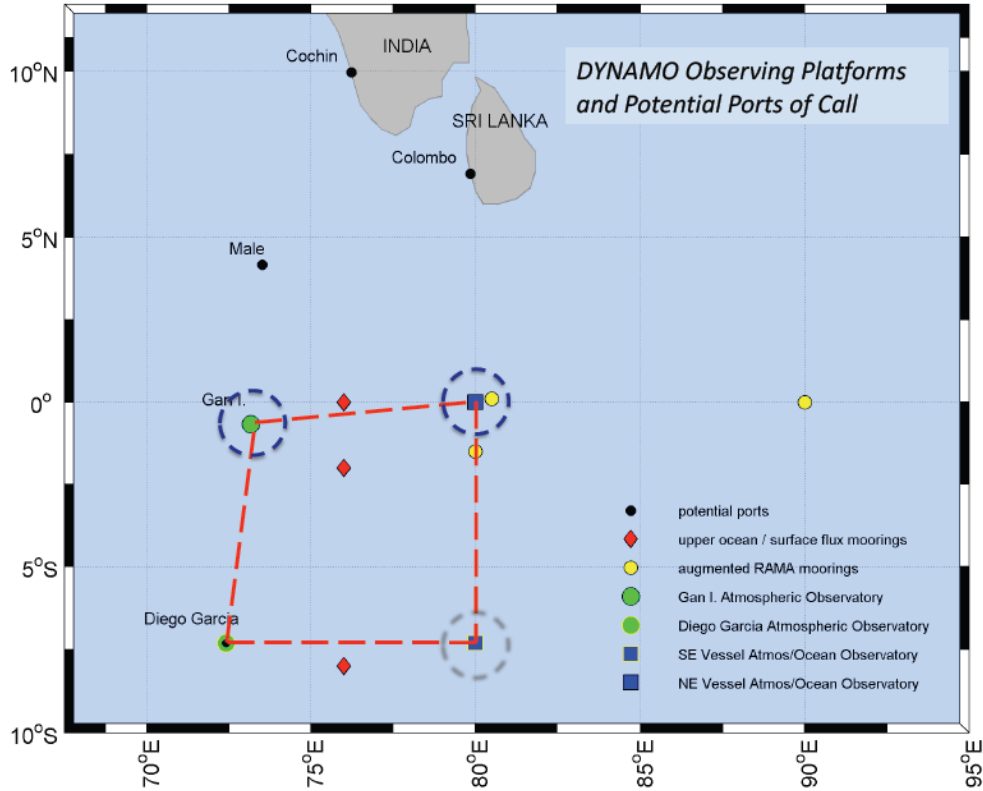 INDIA
Cochin
DYNAMO Observing Platforms
and Potential Ports of Call
10°N
SRI LANKA
Colombo
5°N
Male
Gan I.
0°
potential ports
upper ocean / surface flux moorings
augmented RAMA moorings
5°S
Gan I. Atmospheric Observatory
Diego Garcia
Diego Garcia Atmospheric Observatory
SE Vessel Atmos/Ocean Observatory
NE Vessel Atmos/Ocean Observatory
10°S
70°E
75°E
80°E
85°E
90°E
95°E